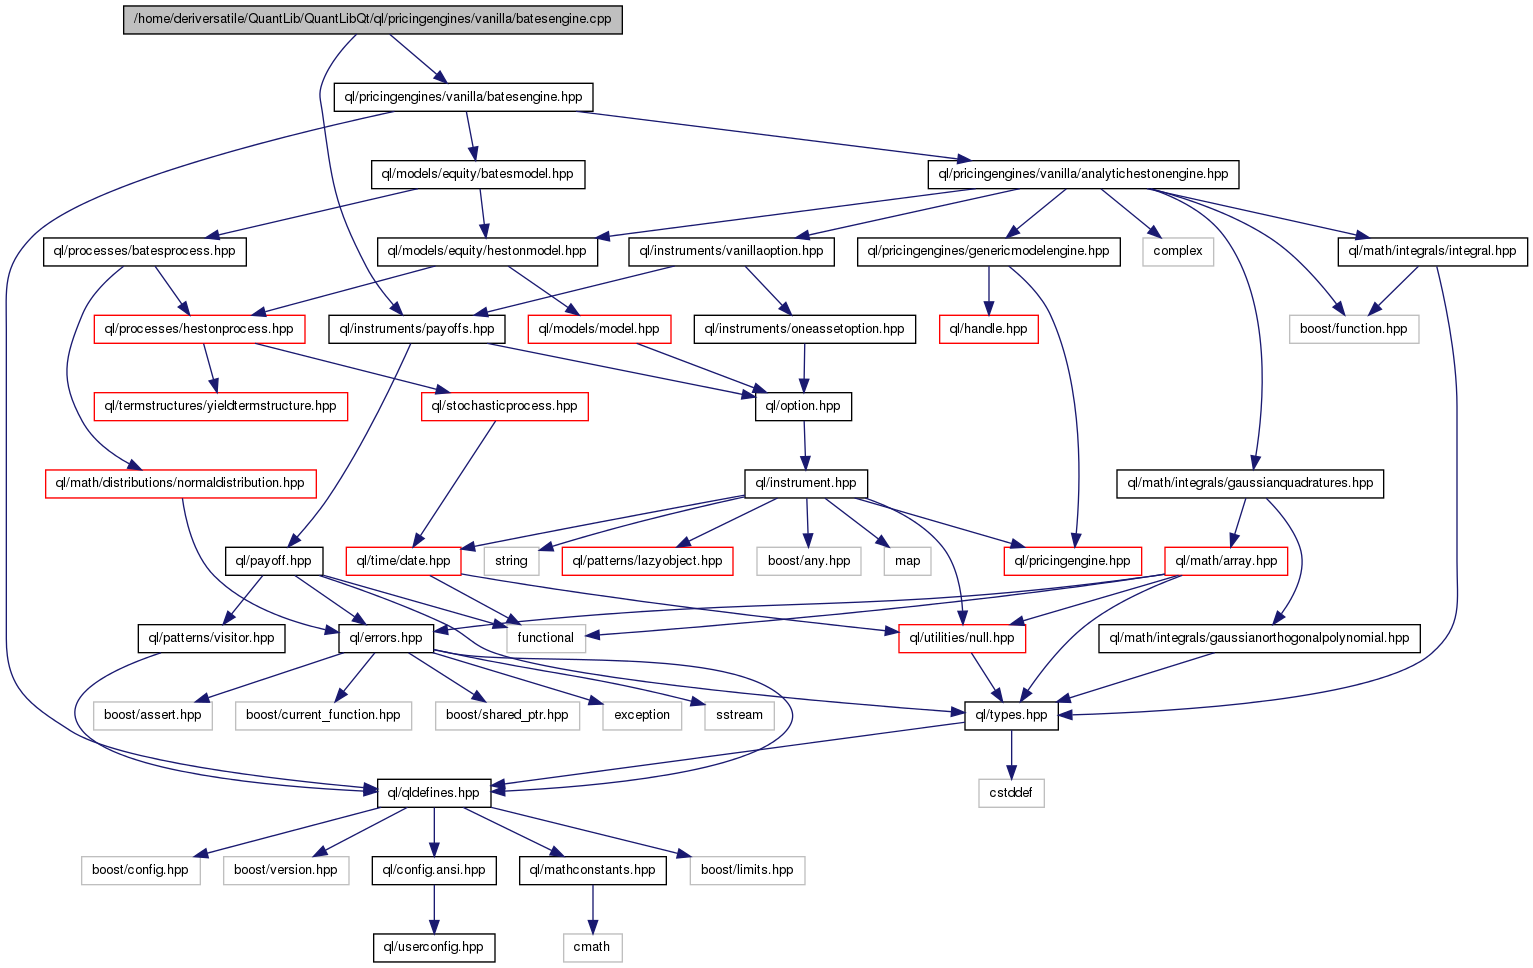 /home/deriversatile/QuantLib/QuantLibQt/ql/pricingengines/vanilla/batesengine.cpp
ql/pricingengines/vanilla/batesengine.hpp
ql/models/equity/batesmodel.hpp
ql/pricingengines/vanilla/analytichestonengine.hpp
ql/processes/batesprocess.hpp
ql/models/equity/hestonmodel.hpp
ql/instruments/vanillaoption.hpp
ql/pricingengines/genericmodelengine.hpp
complex
ql/math/integrals/integral.hpp
ql/processes/hestonprocess.hpp
ql/instruments/payoffs.hpp
ql/models/model.hpp
ql/instruments/oneassetoption.hpp
ql/handle.hpp
boost/function.hpp
ql/termstructures/yieldtermstructure.hpp
ql/stochasticprocess.hpp
ql/option.hpp
ql/math/distributions/normaldistribution.hpp
ql/instrument.hpp
ql/math/integrals/gaussianquadratures.hpp
ql/payoff.hpp
ql/time/date.hpp
string
ql/patterns/lazyobject.hpp
boost/any.hpp
map
ql/pricingengine.hpp
ql/math/array.hpp
ql/patterns/visitor.hpp
ql/errors.hpp
functional
ql/utilities/null.hpp
ql/math/integrals/gaussianorthogonalpolynomial.hpp
boost/assert.hpp
boost/current_function.hpp
boost/shared_ptr.hpp
exception
sstream
ql/types.hpp
ql/qldefines.hpp
cstddef
boost/config.hpp
boost/version.hpp
ql/config.ansi.hpp
ql/mathconstants.hpp
boost/limits.hpp
ql/userconfig.hpp
cmath